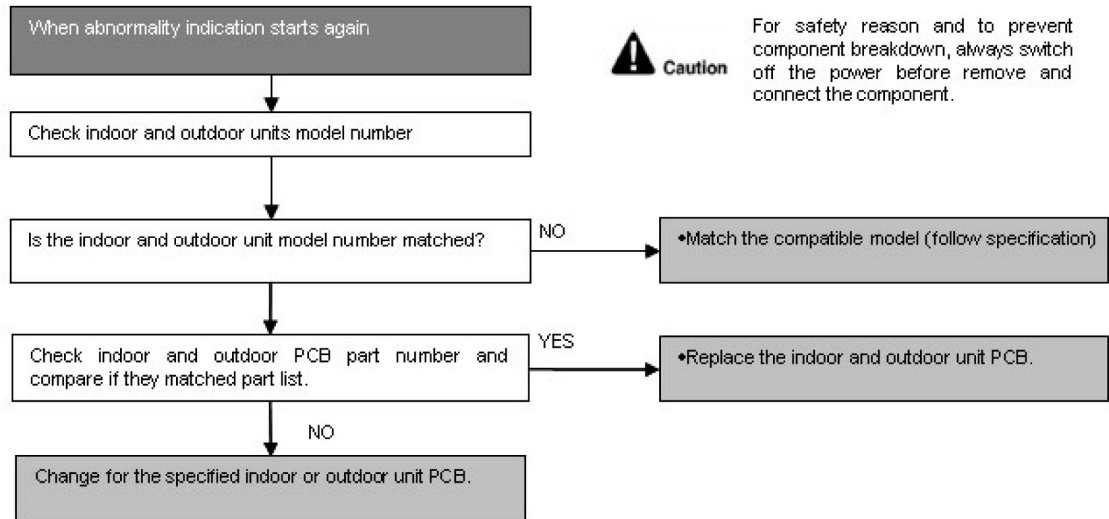 When abnormality indication starts again
Caution
For safety reason and to prevent
component breakdown, always switch
off the power before remove and
connect the component.
Check indoor and outdoor units model number
Is the indoor and outdoor unit model number matched?
NO
•Match the compatible model (follow specification)
Check indoor and outdoor PCB part number and
compare if they matched part list.
YES
•Replace the indoor and outdoor unit PCB.
NO
Change for the specified indoor or outdoor unit PCB.